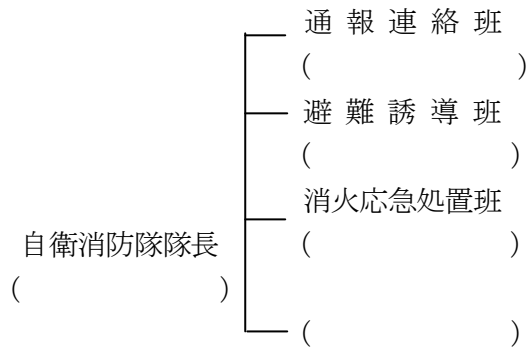 通報連絡班
(　　　　　　　)
避難誘導班
(　　　　　　　)
消火応急処置班
自衛消防隊隊長
(　　　　　　　)
(　　　　　　　)
(　　　　　　　)